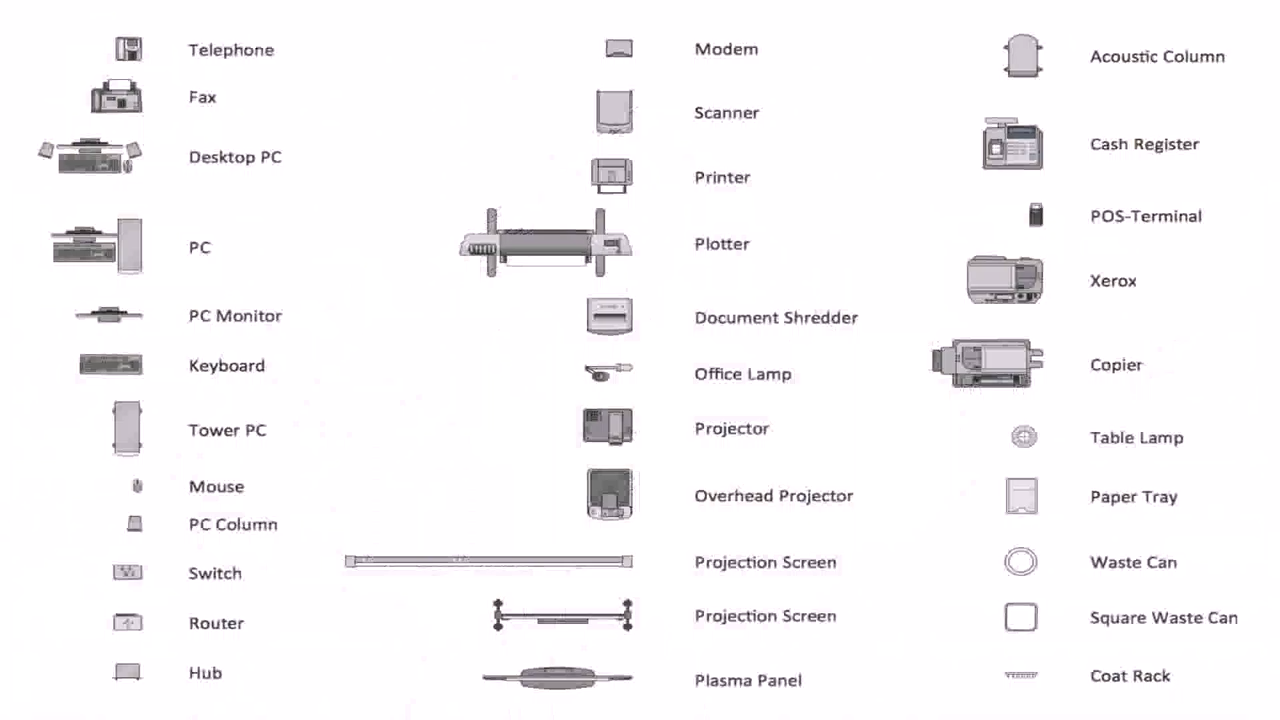 Telephone
Fax
Desktop PC
PC
PC Monitor
Keyboard
Tower PC
Mouse
PC Column
Switch
Router
Hub
Modem
Scanner
Printer
Plotter
Document Shredder
Office Lamp
Projector
Overhead Projector
Projection Screen
Projection Screen
Plasma Panel
Acoustic Column
Cash Register
POS-Terminal
Xerox
Copier
Table Lamp
Paper Tray
Waste Can
Square Waste Can
Coat Rack